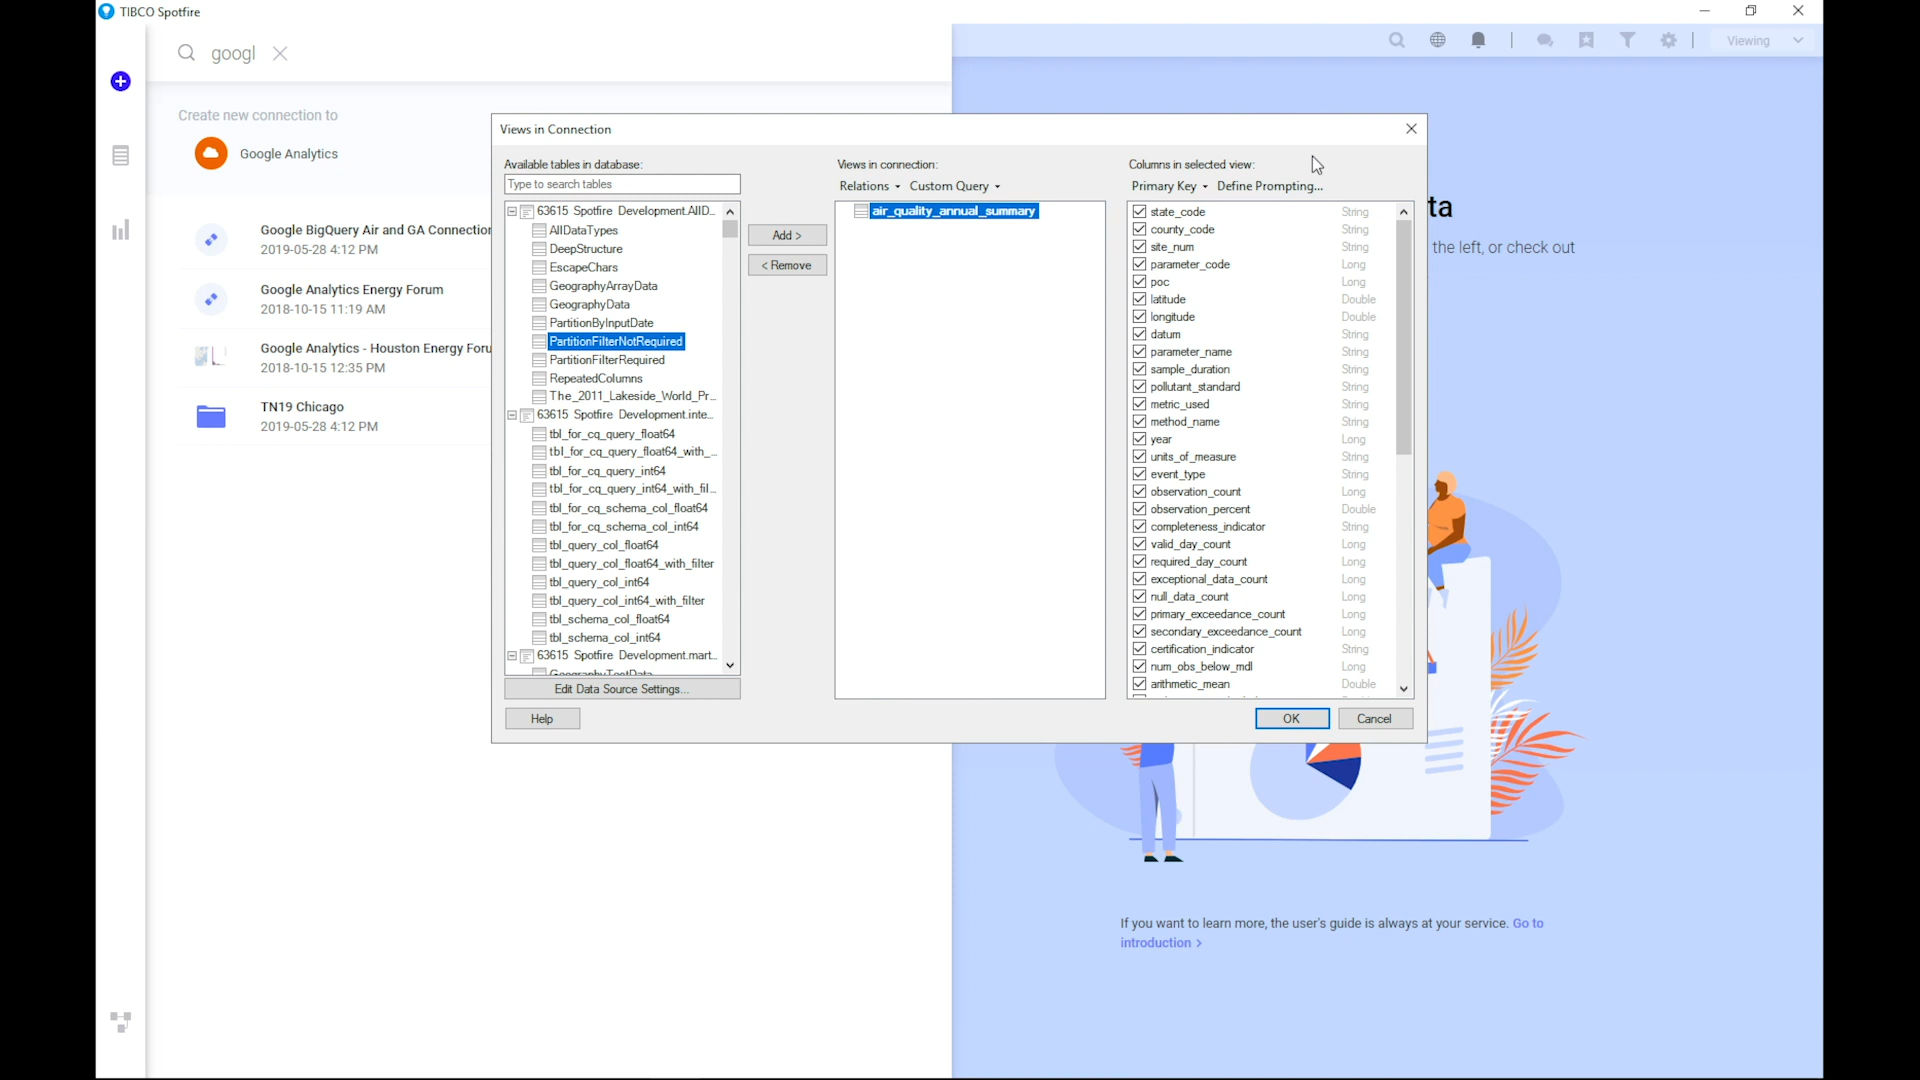 TIBCO Spotfire
googl
Viewing
Create new connection to
Google Analytics
Google BigQuery Air and GA Connection
2019-05-28 4:12 PM
Google Analytics Energy Forum
2018-10-15 11:19 AM
Google Analytics - Houston Energy Foru
2018-10-15 12:35 PM
TN19 Chicago
2019-05-28 4:12 PM
Views in Connection
Available tables in database:
Type to search tables
63615 Spotfire Development.AllD...
AllDataTypes
DeepStructure
EscapeChars
GeographyArrayData
GeographyData
PartitionByInputDate
PartitionFilterNotRequired
PartitionFilterRequired
RepeatedColumns
The_2011_Lakeside_World_Pr...
63615 Spotfire Development.inte...
tbl_for_cq_query_float64
tbl_for_cq_query_float64_with_...
tbl_for_cq_query_int64
tbl_for_cq_query_int64_with_fil...
tbl_for_cq_schema_col_float64
tbl_for_cq_schema_col_int64
tbl_query_col_float64
tbl_query_col_float64_with_filter
tbl_query_col_int64
tbl_query_col_int64_with_filter
tbl_schema_col_float64
tbl_schema_col_int64
63615 Spotfire Development.mart...
GeographyTestData
Edit Data Source Settings...
Help
Add >
< Remove
Views in connection:
Relations Custom Query
air_quality_annual_summary
Columns in selected view:
Primary Key Define Prompting...
state_code String
county_code String
site_num String
parameter_code Long
poc Long
latitude Double
longitude Double
datum String
parameter_name String
sample_duration String
pollutant_standard String
metric_used String
method_name String
year Long
units_of_measure String
event_type String
observation_count Long
observation_percent Double
completeness_indicator String
valid_day_count Long
required_day_count Long
exceptional_data_count Long
null_data_count Long
primary_exceedance_count Long
secondary_exceedance_count Long
certification_indicator String
num_obs_below_mdl Long
arithmetic_mean Double
OK
Cancel
ta
the left, or check out
If you want to learn more, the user's guide is always at your service. Go to
introduction >